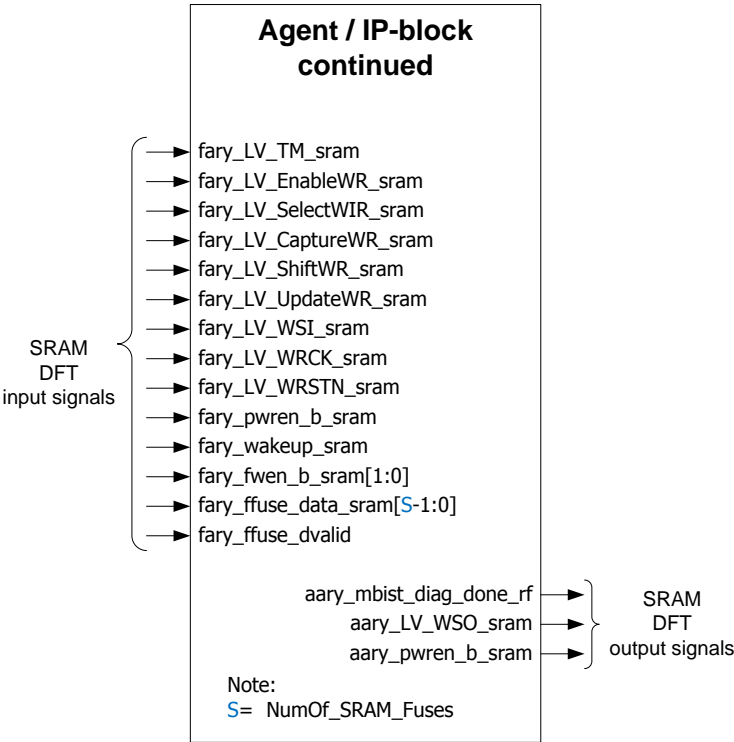 Agent / IP-block
continued
fary_LV_TM_sram
fary_LV_EnableWR_sram
fary_LV_SelectWIR_sram
fary_LV_CaptureWR_sram
fary_LV_ShiftWR_sram
fary_LV_UpdateWR_sram
fary_LV_WSI_sram
fary_LV_WRCK_sram
fary_LV_WRSTN_sram
fary_pwren_b_sram
fary_wakeup_sram
fary_fwen_b_sram[1:0]
fary_ffuse_data_sram[S-1:0]
fary_ffuse_dvalid
SRAM
DFT
input signals
aary_mbist_diag_done_rf
aary_LV_WSO_sram
aary_pwren_b_sram
SRAM
DFT
output signals
Note:
S= NumOf_SRAM_Fuses